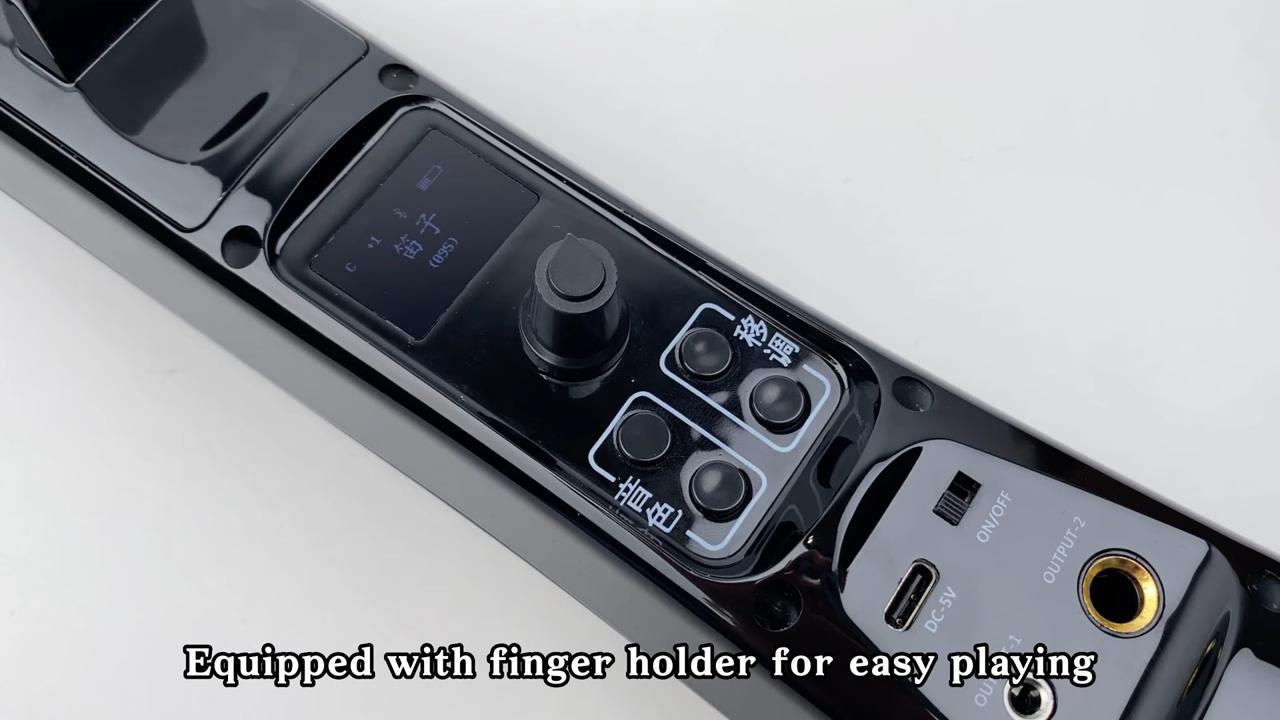 C +1
笛子
(095)
移调
音色
ON/OFF
DC-5V
OUTPUT-2
Equipped with finger holder for easy playing